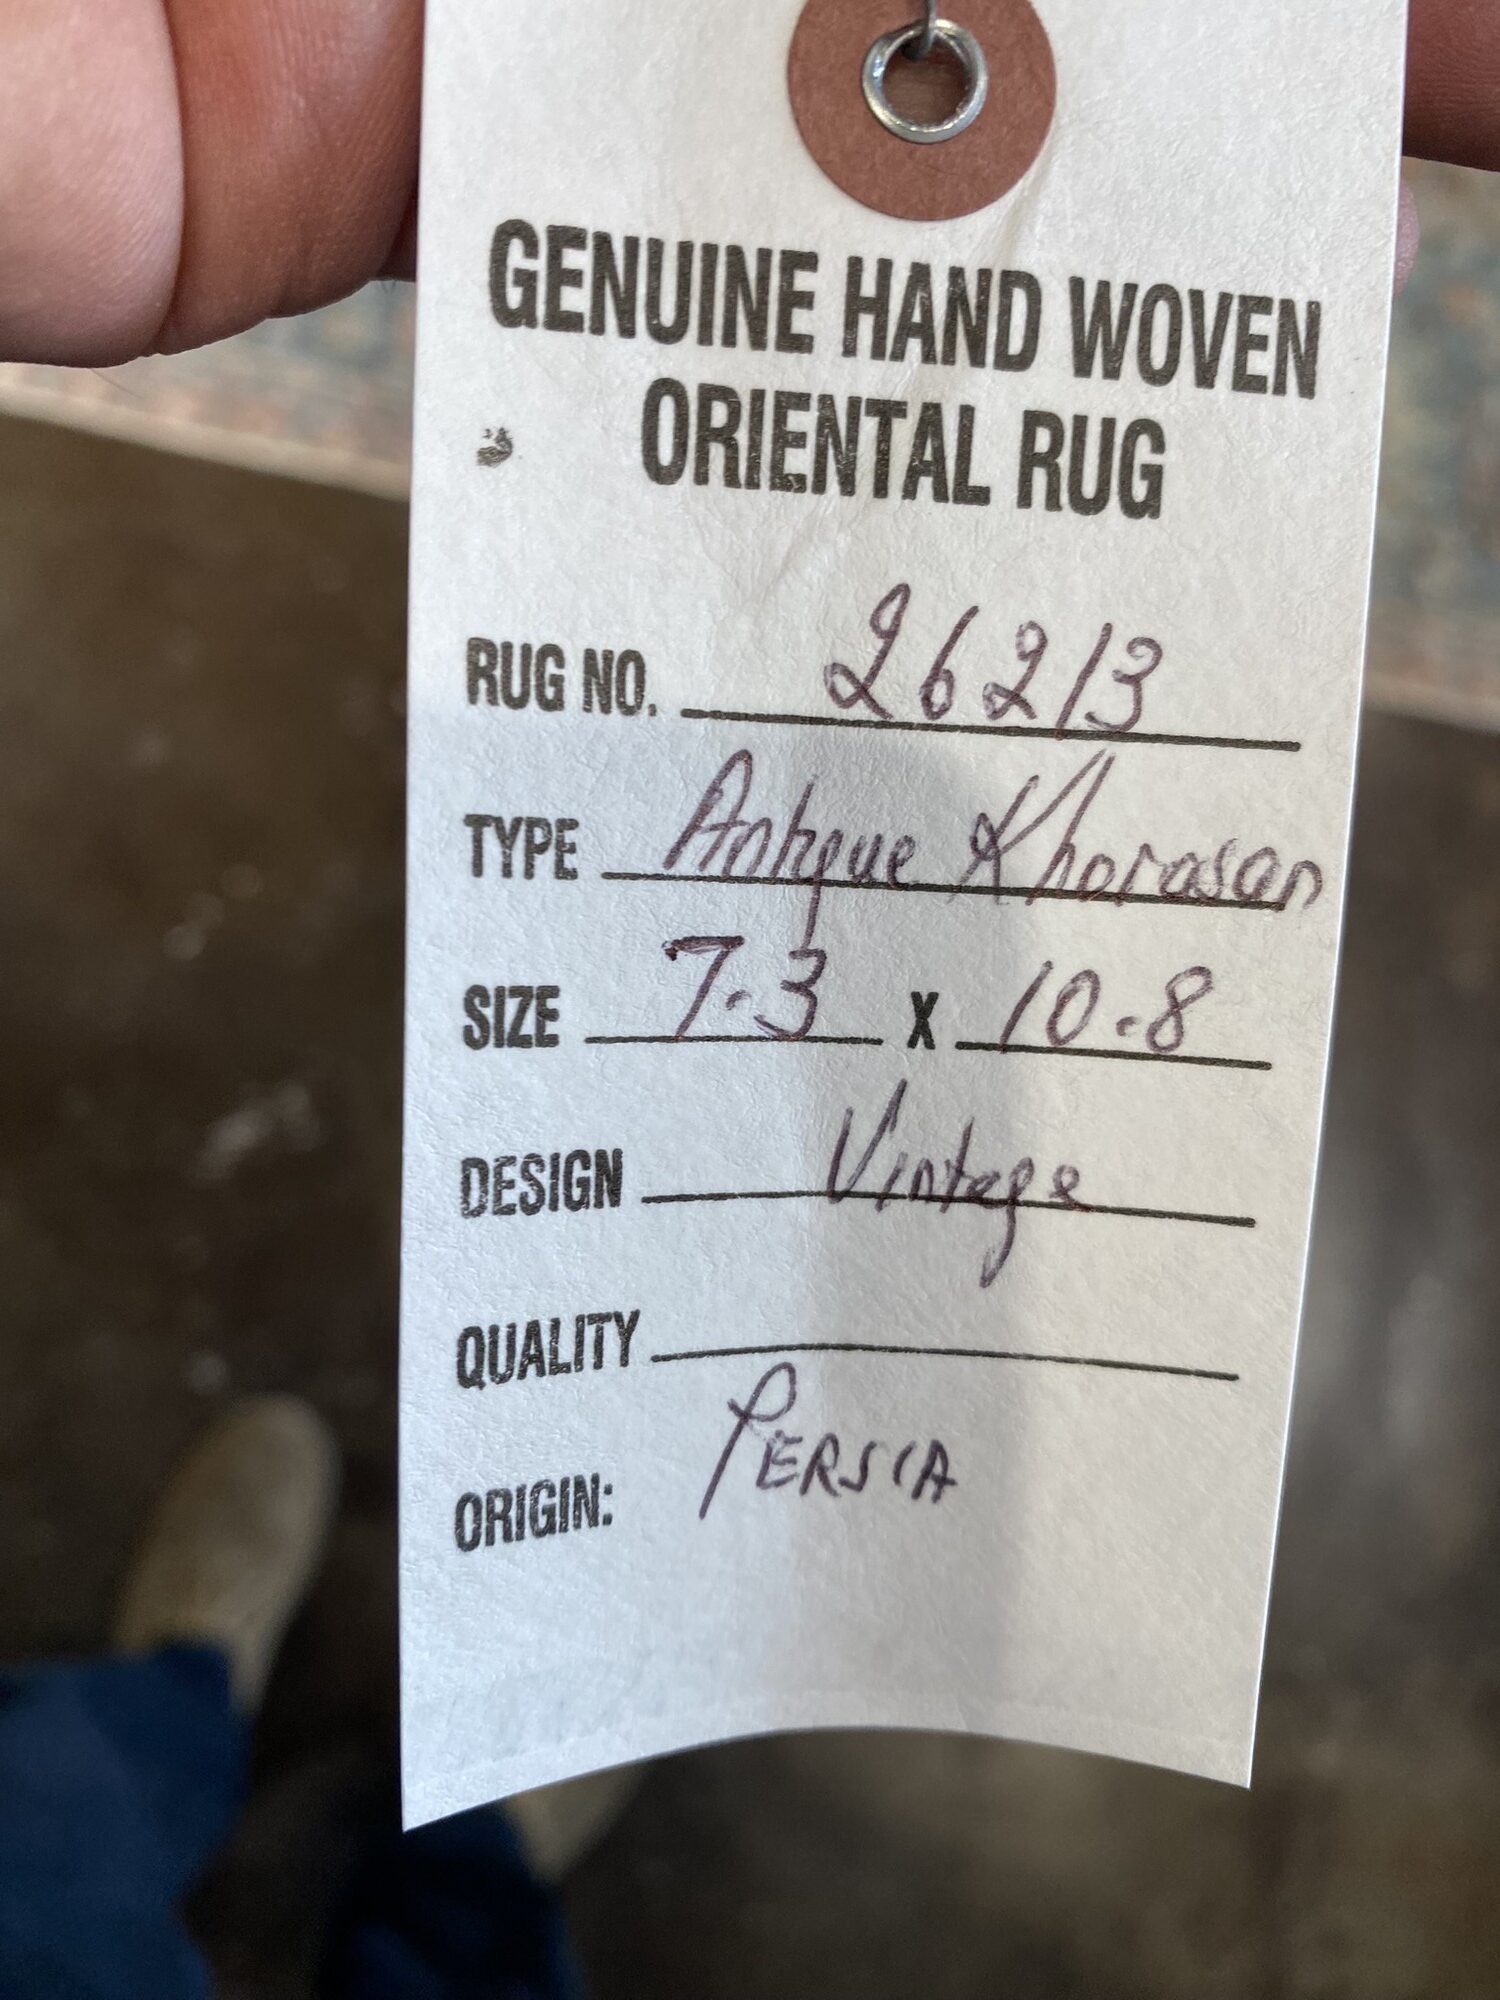 GENUINE HAND WOVEN
ORIENTAL RUG
RUG NO. 26213
TYPE Antique Khorasan
SIZE 7.3 X 10.8
DESIGN Vintage
QUALITY
ORIGIN: PERSIA